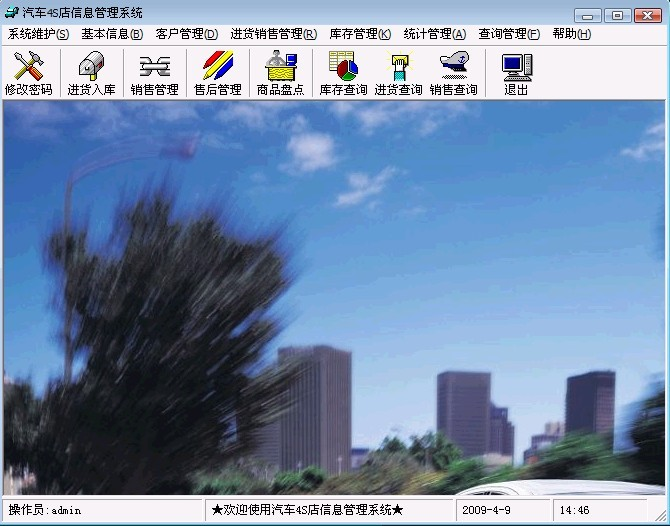 汽车4S店信息管理系统
系统维护(S) 基本信息(B) 客户管理(D) 进货销售管理(R) 库存管理(K) 统计管理(A) 查询管理(F) 帮助(H)
修改密码 进货入库 销售管理 售后管理 商品盘点 库存查询 进货查询 销售查询 退出
操作员:admin ★欢迎使用汽车4S店信息管理系统★ 2009-4-9 14:46